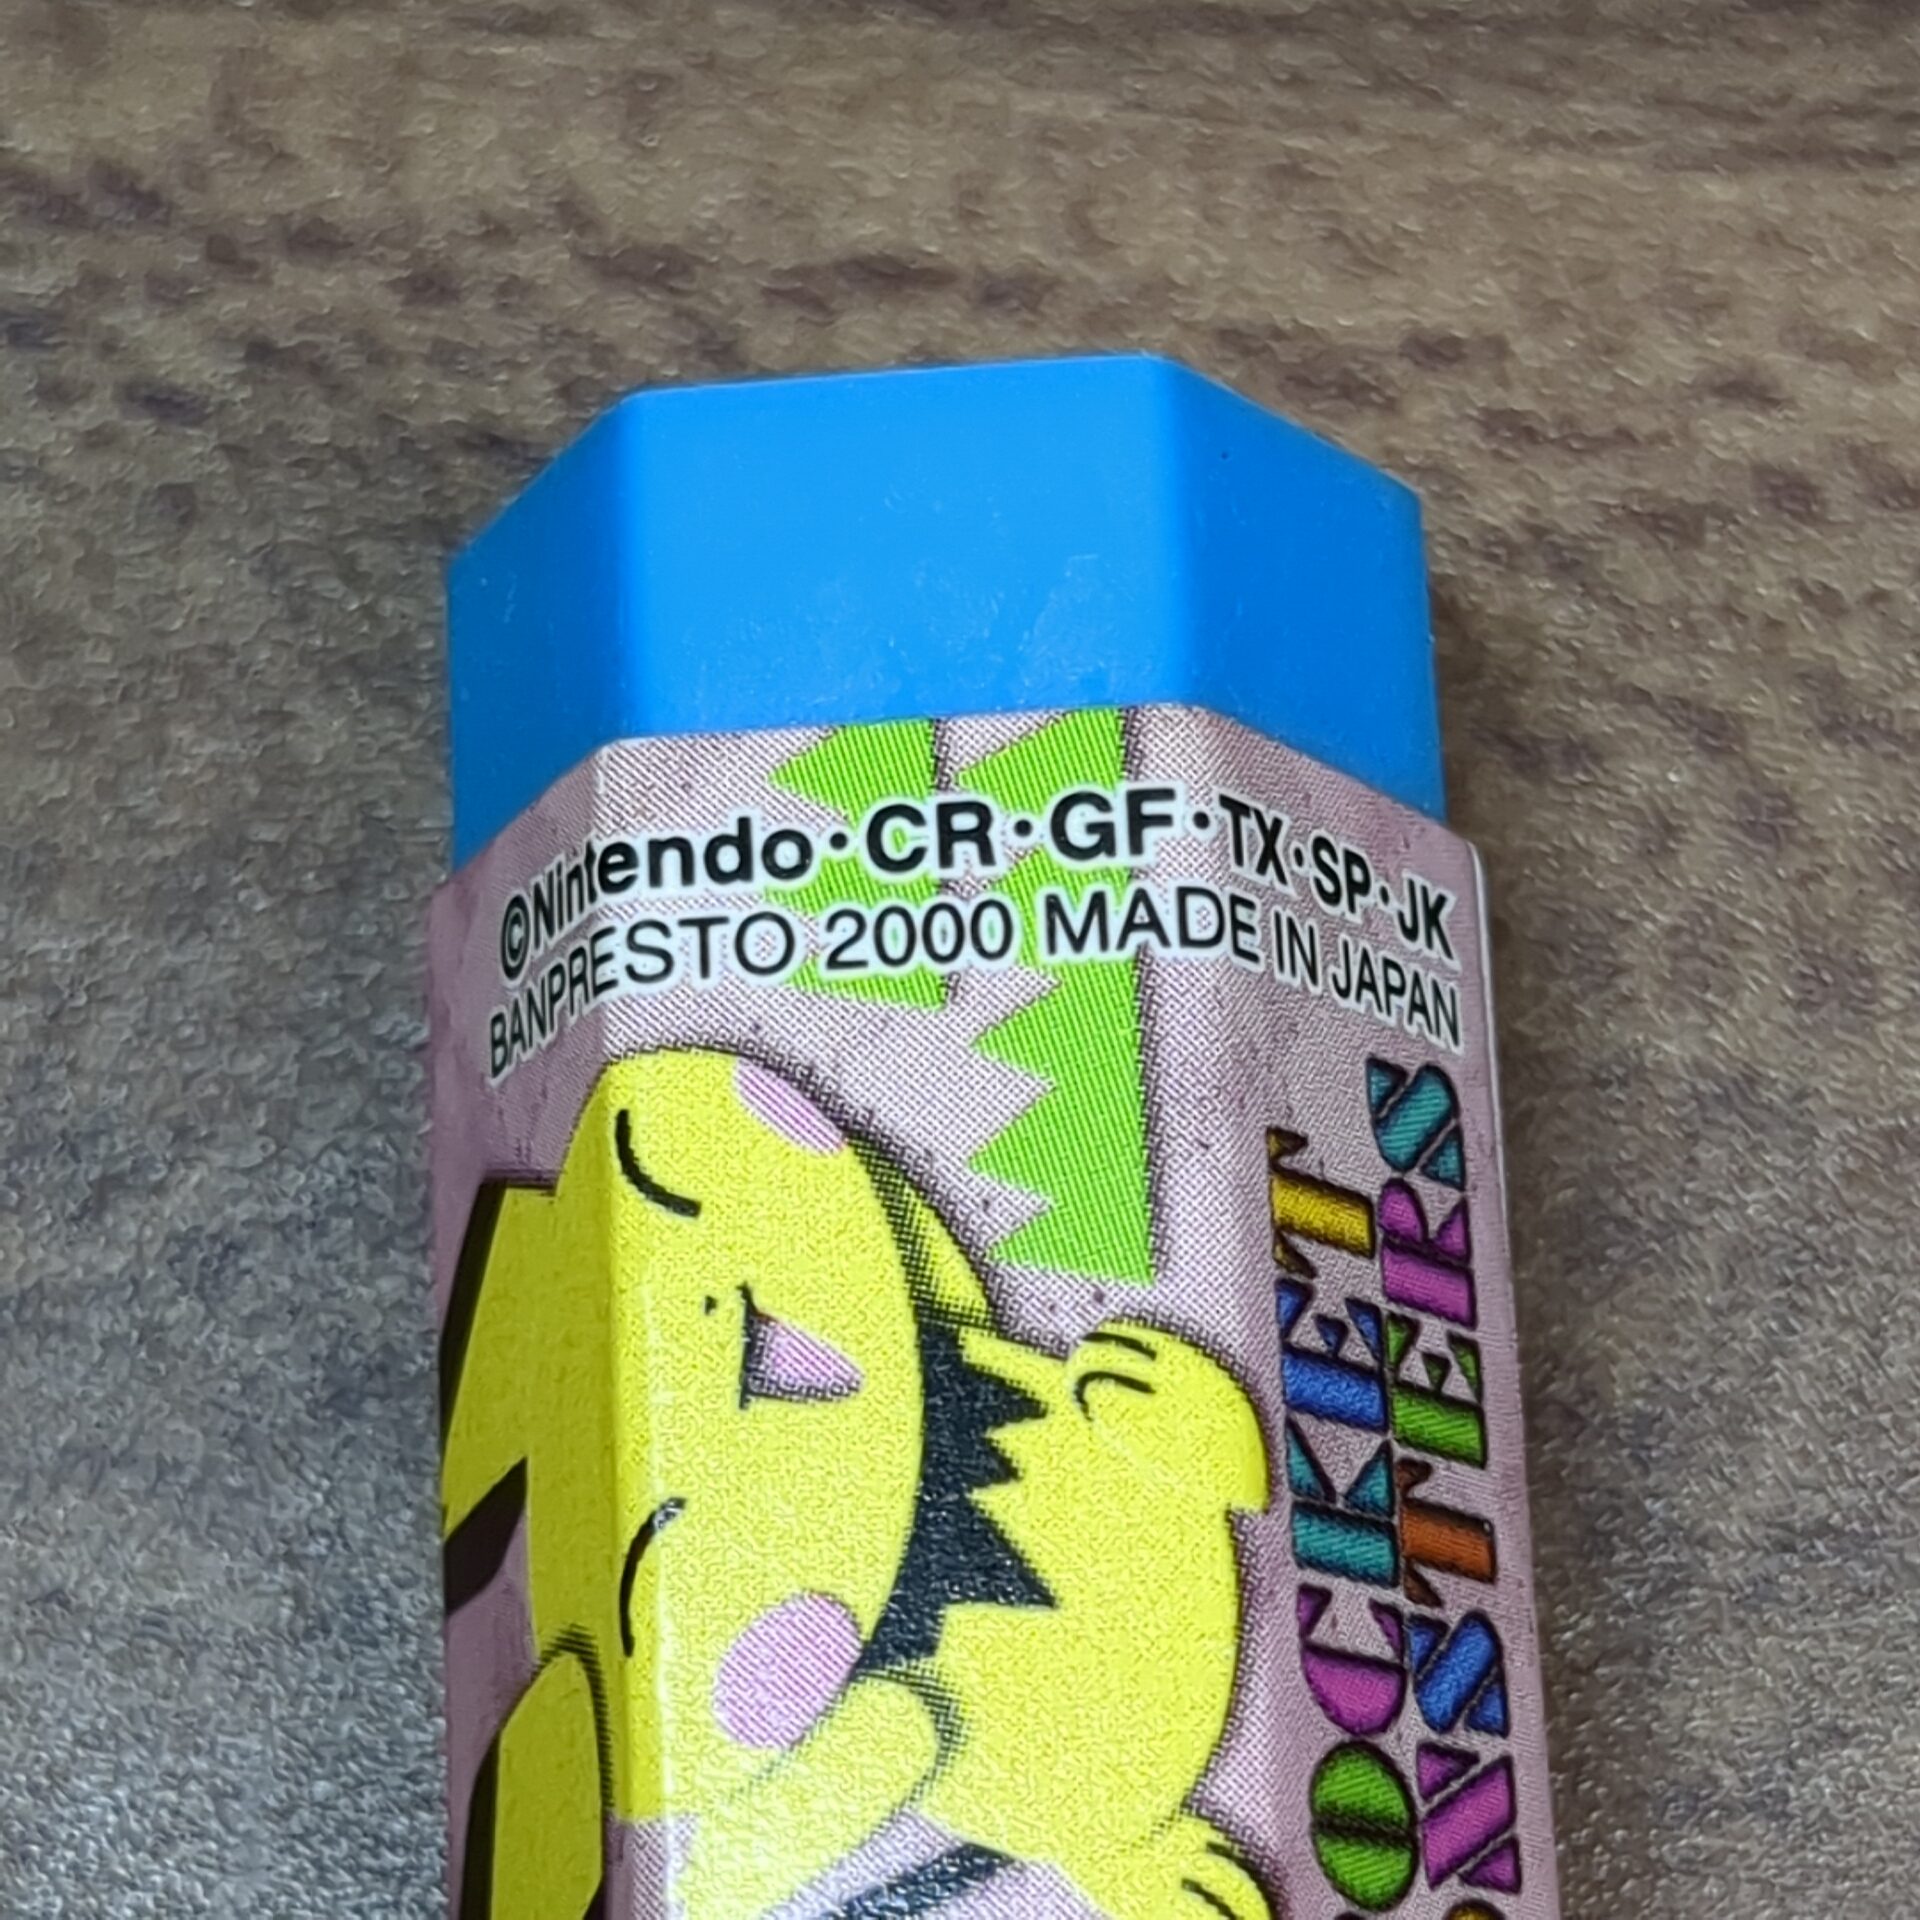 ©Nintendo・CR・GF・TX・SP・JK
BANPRESTO 2000 MADE IN JAPAN
POCKET
MONSTERS